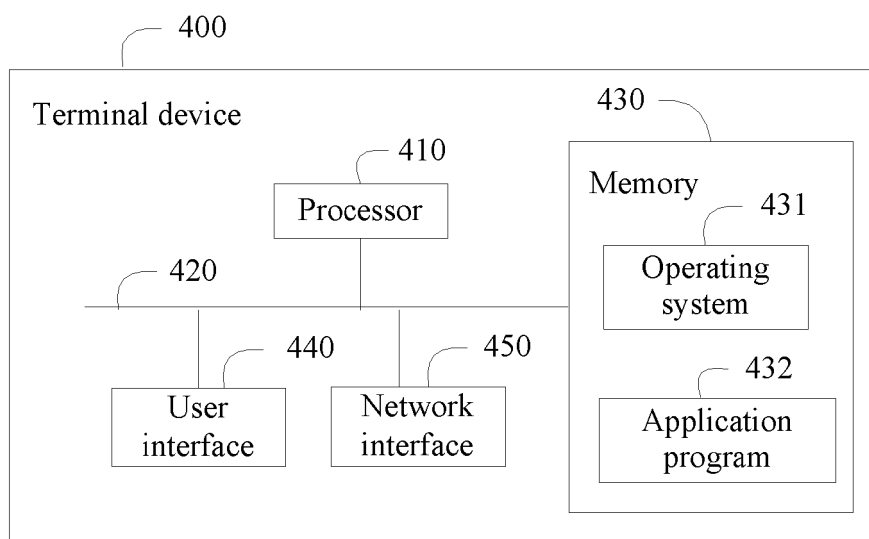 400
Terminal device
430
410
Memory
Processor
431
420
Operating
system
440
450
432
User
interface
Network
interface
Application
program